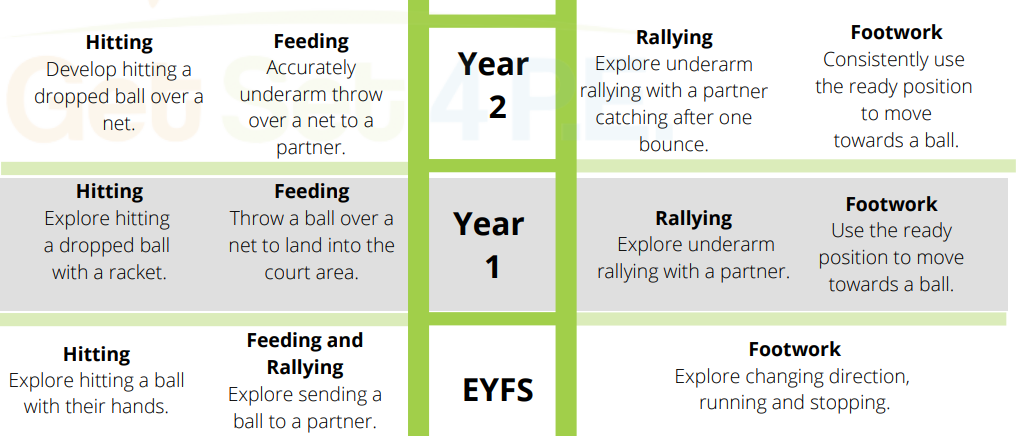 Hitting
Develop hitting a
dropped ball over a
net.
Feeding
Accurately
underarm throw
over a net to a
partner.
Year
2
Rallying
Explore underarm
rallying with a partner
catching after one
bounce.
Footwork
Consistently use
the ready position
to move
towards a ball.
Hitting
Explore hitting
a dropped ball
with a racket.
Feeding
Throw a ball over a
net to land into the
court area.
Year
1
Rallying
Explore underarm
rallying with a partner.
Footwork
Use the ready
position to move
towards a ball.
Hitting
Explore hitting a ball
with their hands.
Feeding and
Rallying
Explore sending a
ball to a partner.
EYFS
Footwork
Explore changing direction,
running and stopping.